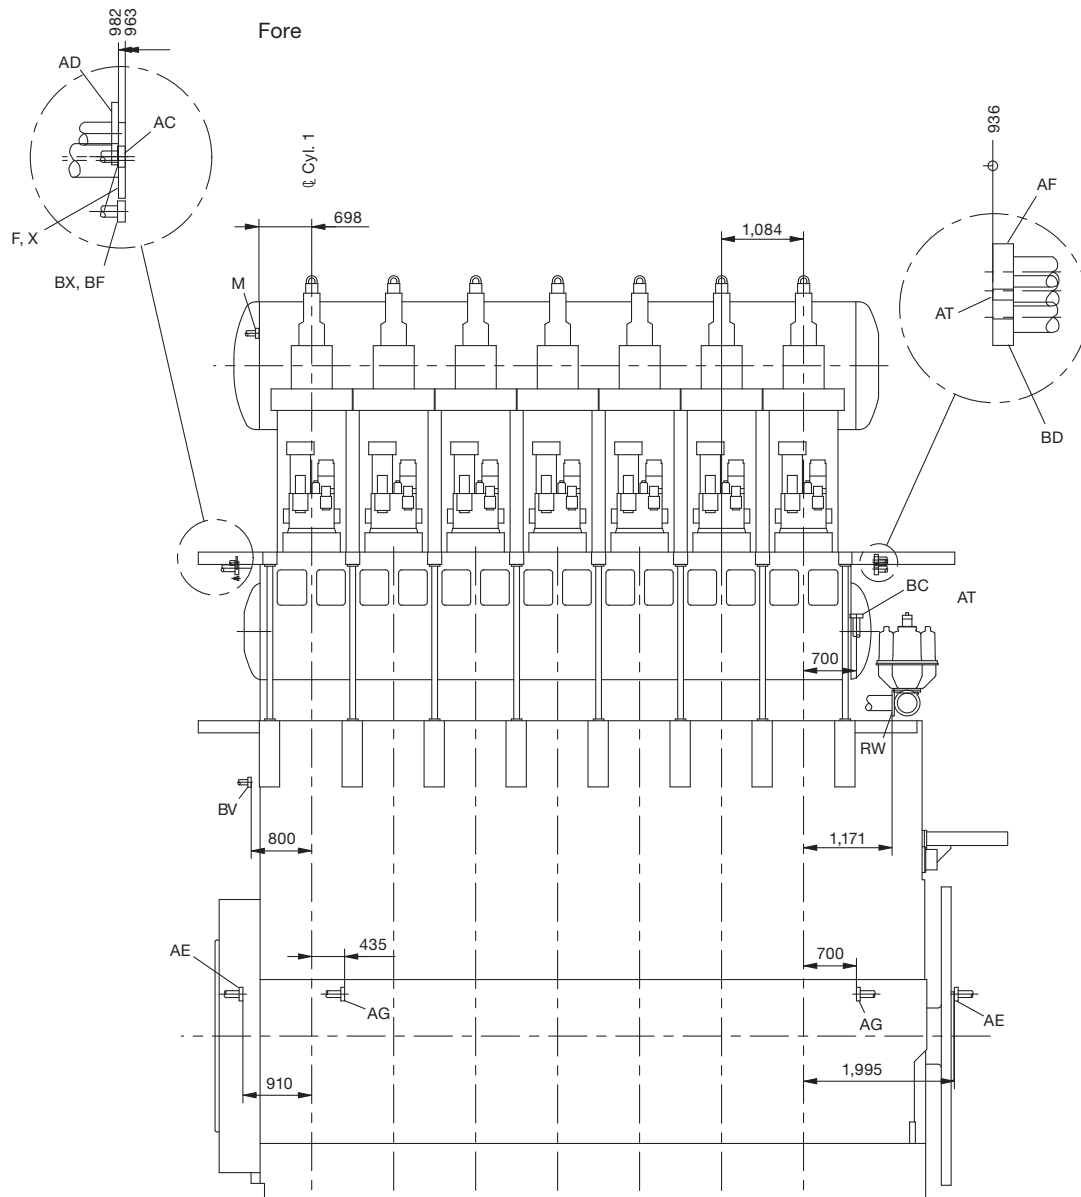 982
963
Fore
AD
AC
℄ Cyl. 1
936
AF
F, X
698
1,084
BX, BF
M
AT
BD
BC
AT
700
RW
BV
800
1,171
AE
435
700
AG
AG
AE
910
1,995